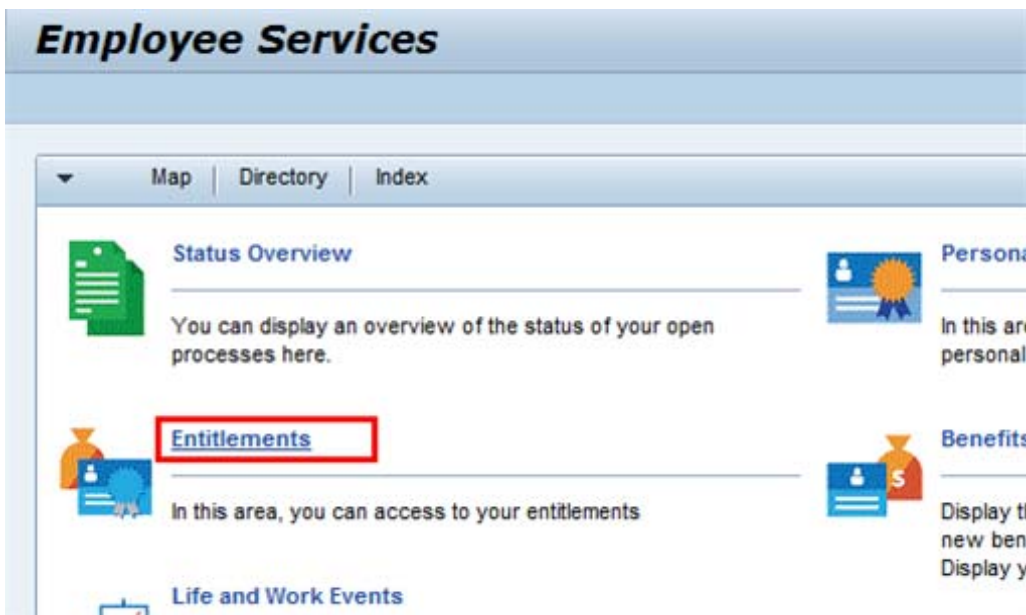 Employee Services
Map | Directory | Index
Status Overview
You can display an overview of the status of your open
processes here.
Entitlements
In this area, you can access to your entitlements
Life and Work Events
In this
personal
Benefits
S
Display
new
Display